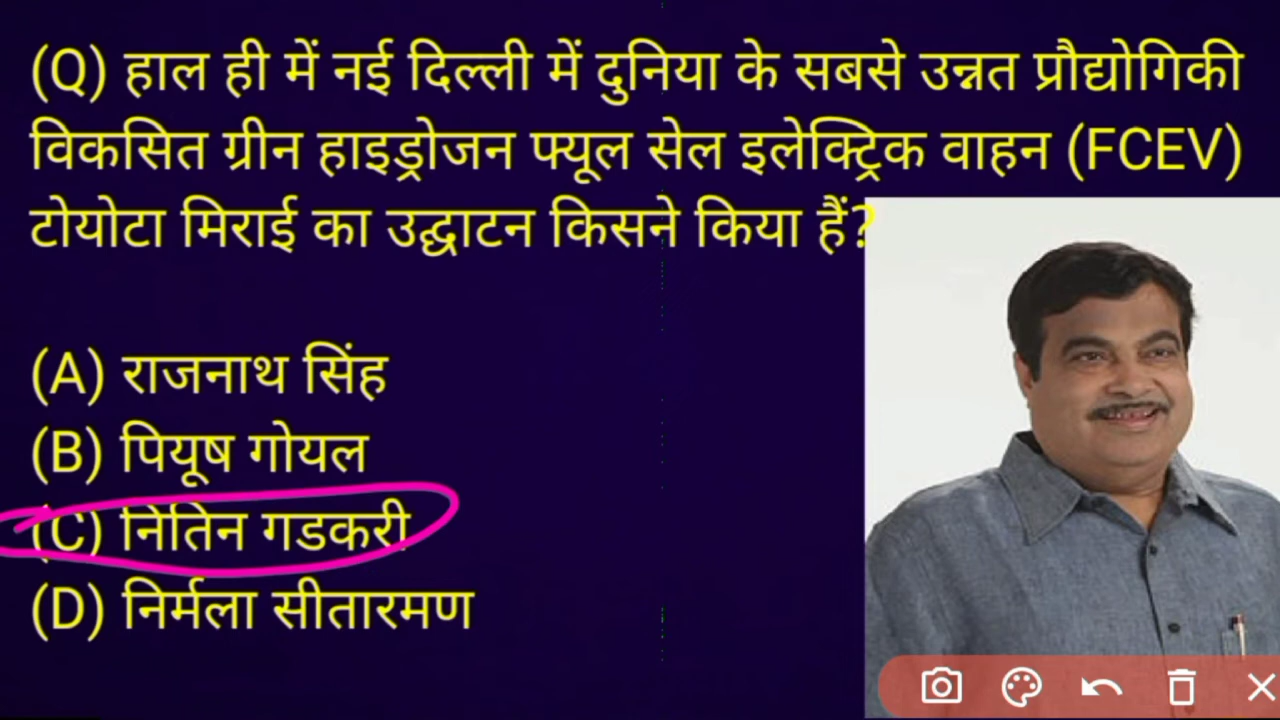 (Q) हाल ही में नई दिल्ली में दुनिया के सबसे उन्नत प्रौद्योगिकी
विकसित ग्रीन हाइड्रोजन फ्यूल सेल इलेक्ट्रिक वाहन (FCEV)
टोयोटा मिराई का उद्घाटन किसने किया हैं?
(A) राजनाथ सिंह
(B) पियूष गोयल
(C) नितिन गडकरी
(D) निर्मला सीतारमण